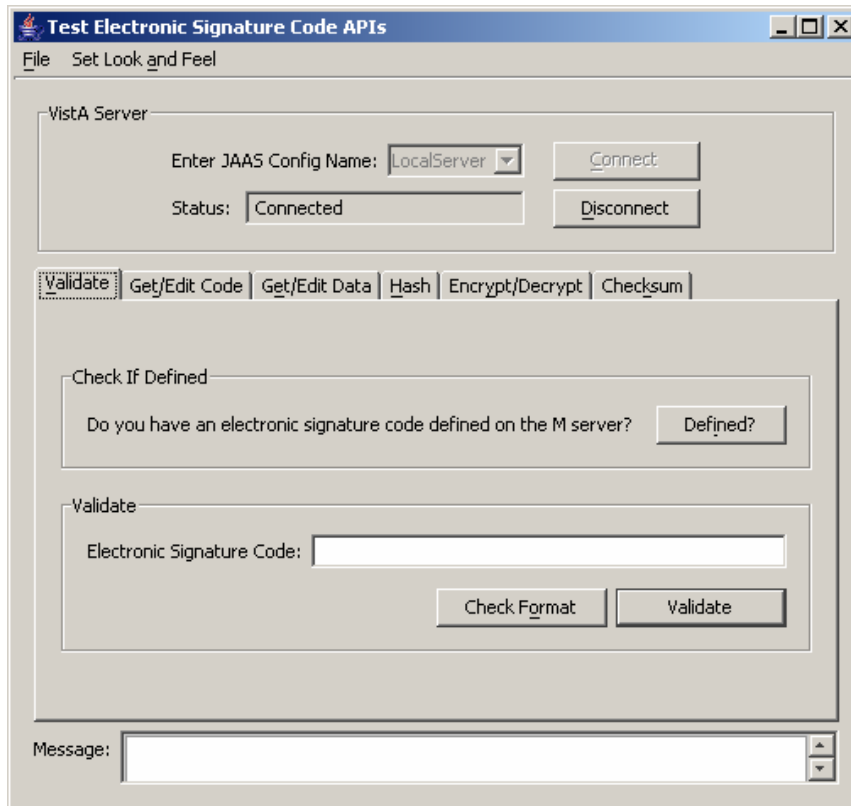 Test Electronic Signature Code APIs
File Set Look and Feel
VistA Server
Enter JAAS Config Name: LocalServer Connect
Status: Connected Disconnect
Validate Get/Edit Code Get/Edit Data Hash Encrypt/Decrypt Checksum
Check If Defined
Do you have an electronic signature code defined on the M server? Defined?
Validate
Electronic Signature Code:
Check Format Validate
Message: